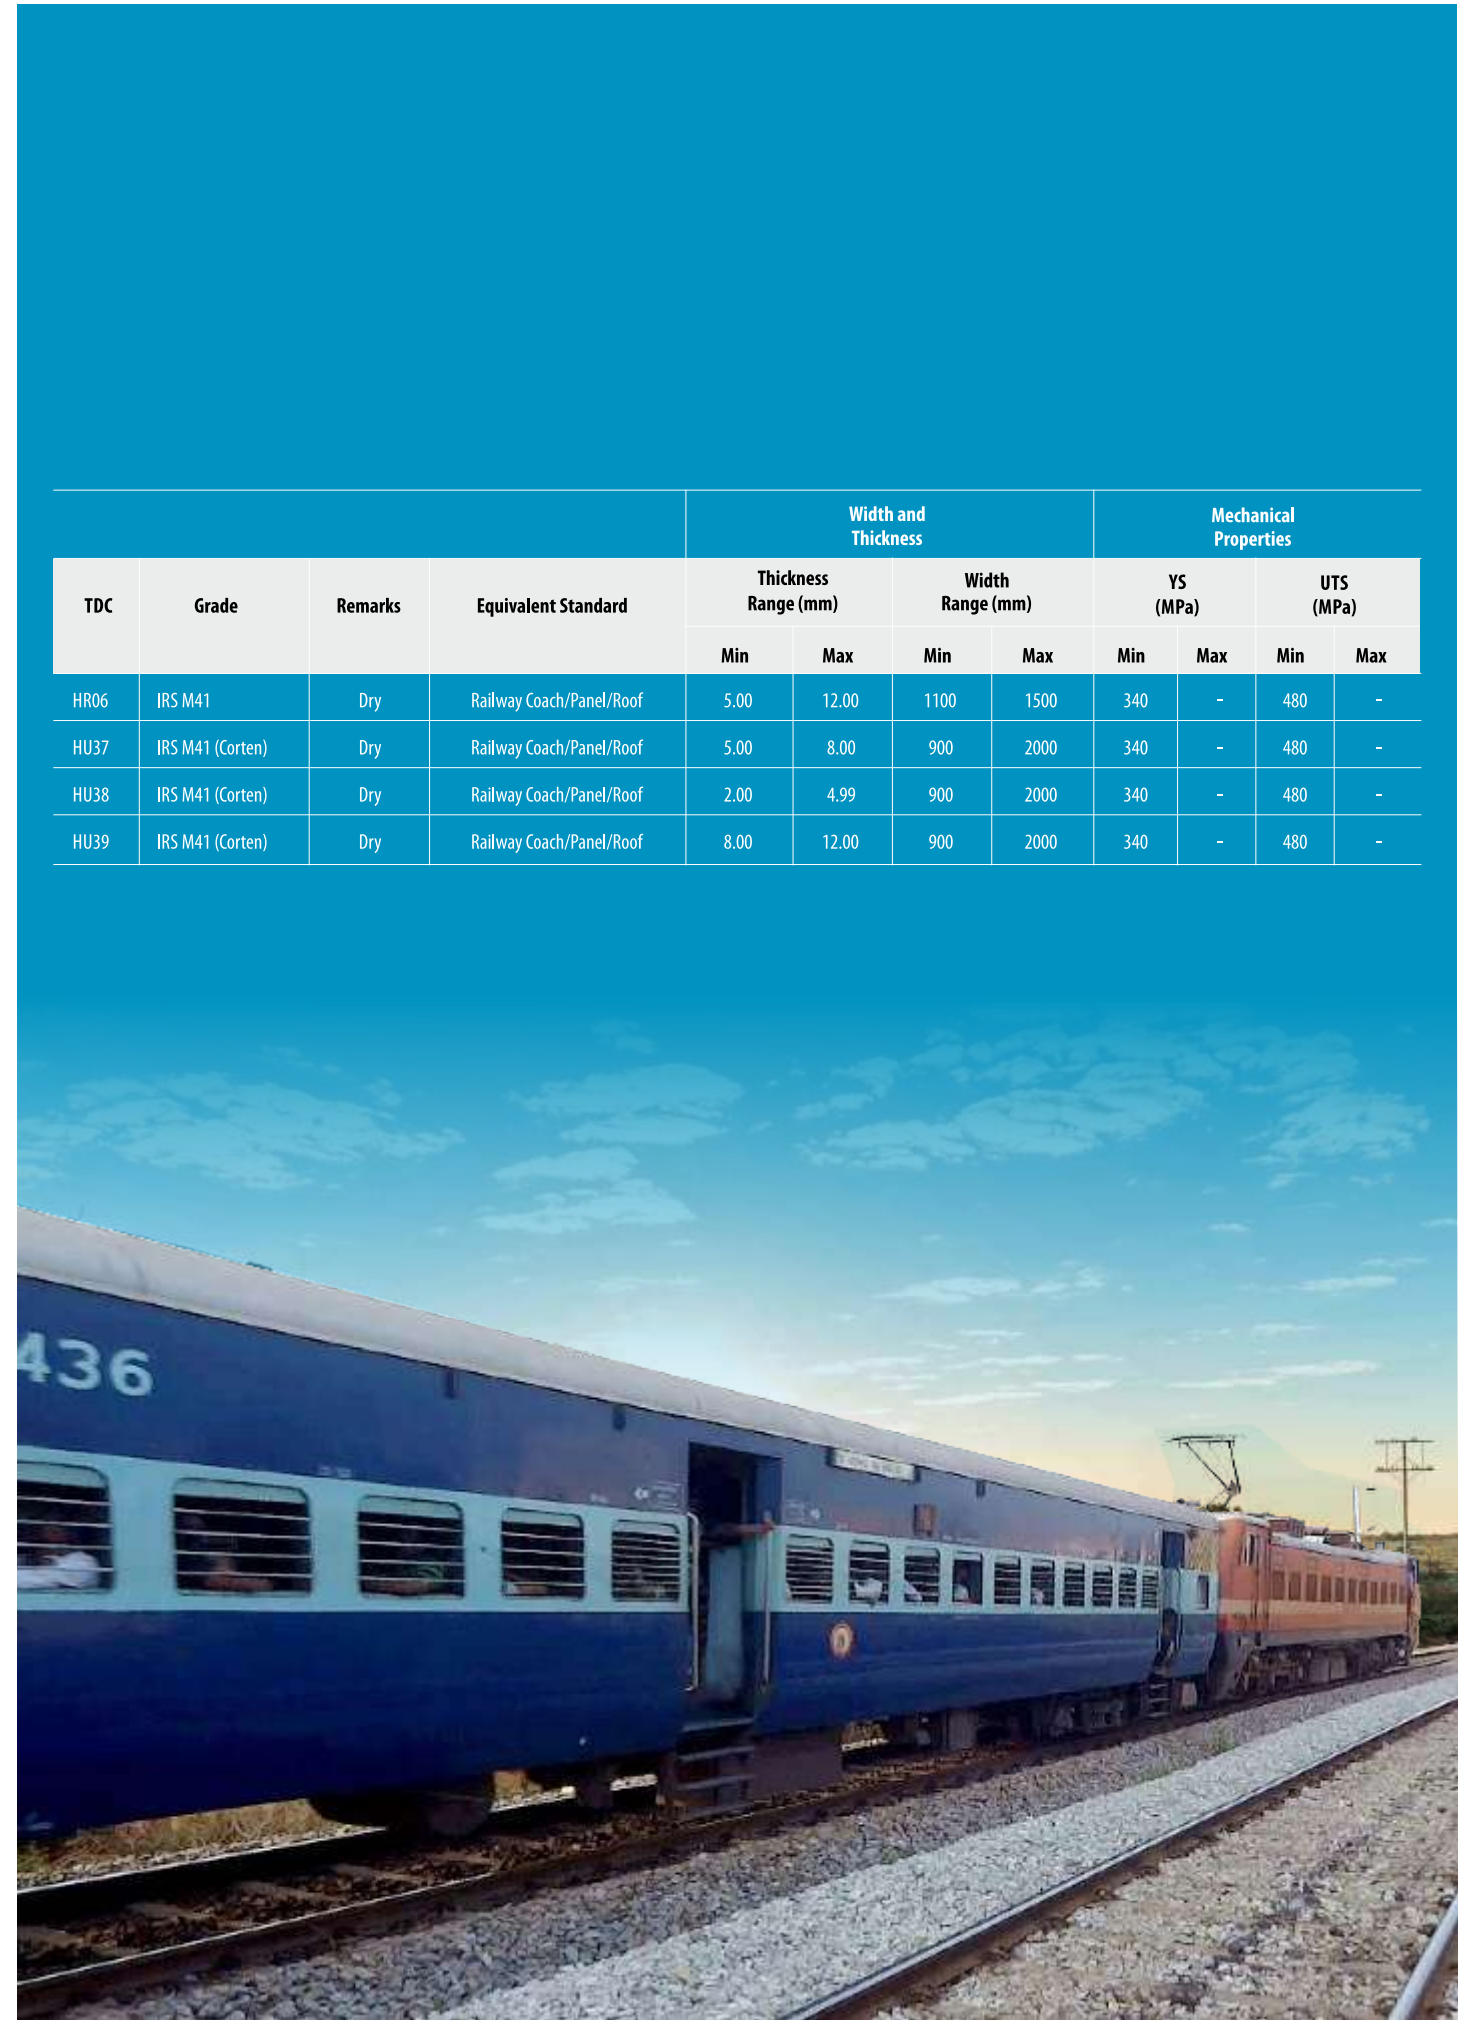 Width and
Thickness
Mechanical
Properties
TDC Grade Remarks Equivalent Standard Thickness Range (mm) Width Range (mm) YS (MPa) UTS (MPa)
Min Max Min Max Min Max Min Max
HR06 IRS M41 Dry Railway Coach/Panel/Roof 5.00 12.00 1100 1500 340 - 480 -
HU37 IRS M41 (Corten) Dry Railway Coach/Panel/Roof 5.00 8.00 900 2000 340 - 480 -
HU38 IRS M41 (Corten) Dry Railway Coach/Panel/Roof 2.00 4.99 900 2000 340 - 480 -
HU39 IRS M41 (Corten) Dry Railway Coach/Panel/Roof 8.00 12.00 900 2000 340 - 480 -
436